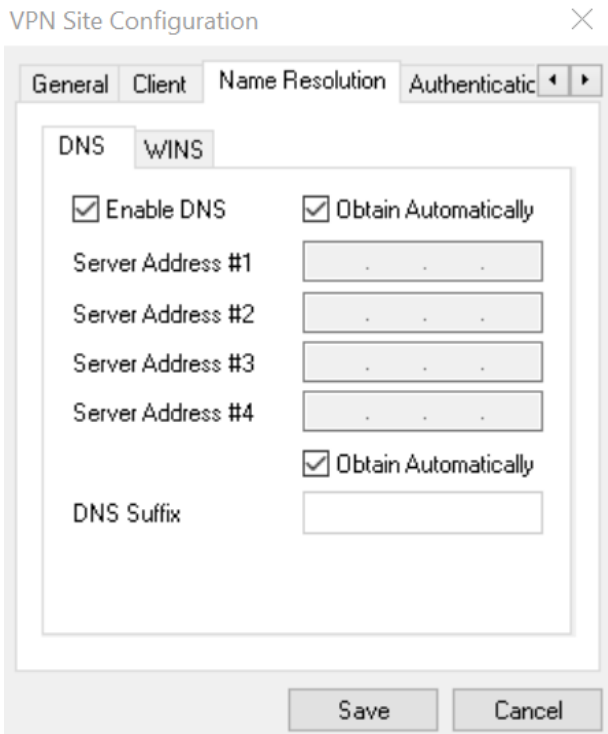 VPN Site Configuration
General Client Name Resolution Authenticatic
DNS WINS
Enable DNS Obtain Automatically
Server Address #1 . . .
Server Address #2 . . .
Server Address #3 . . .
Server Address #4 . . .
Obtain Automatically
DNS Suffix
Save Cancel